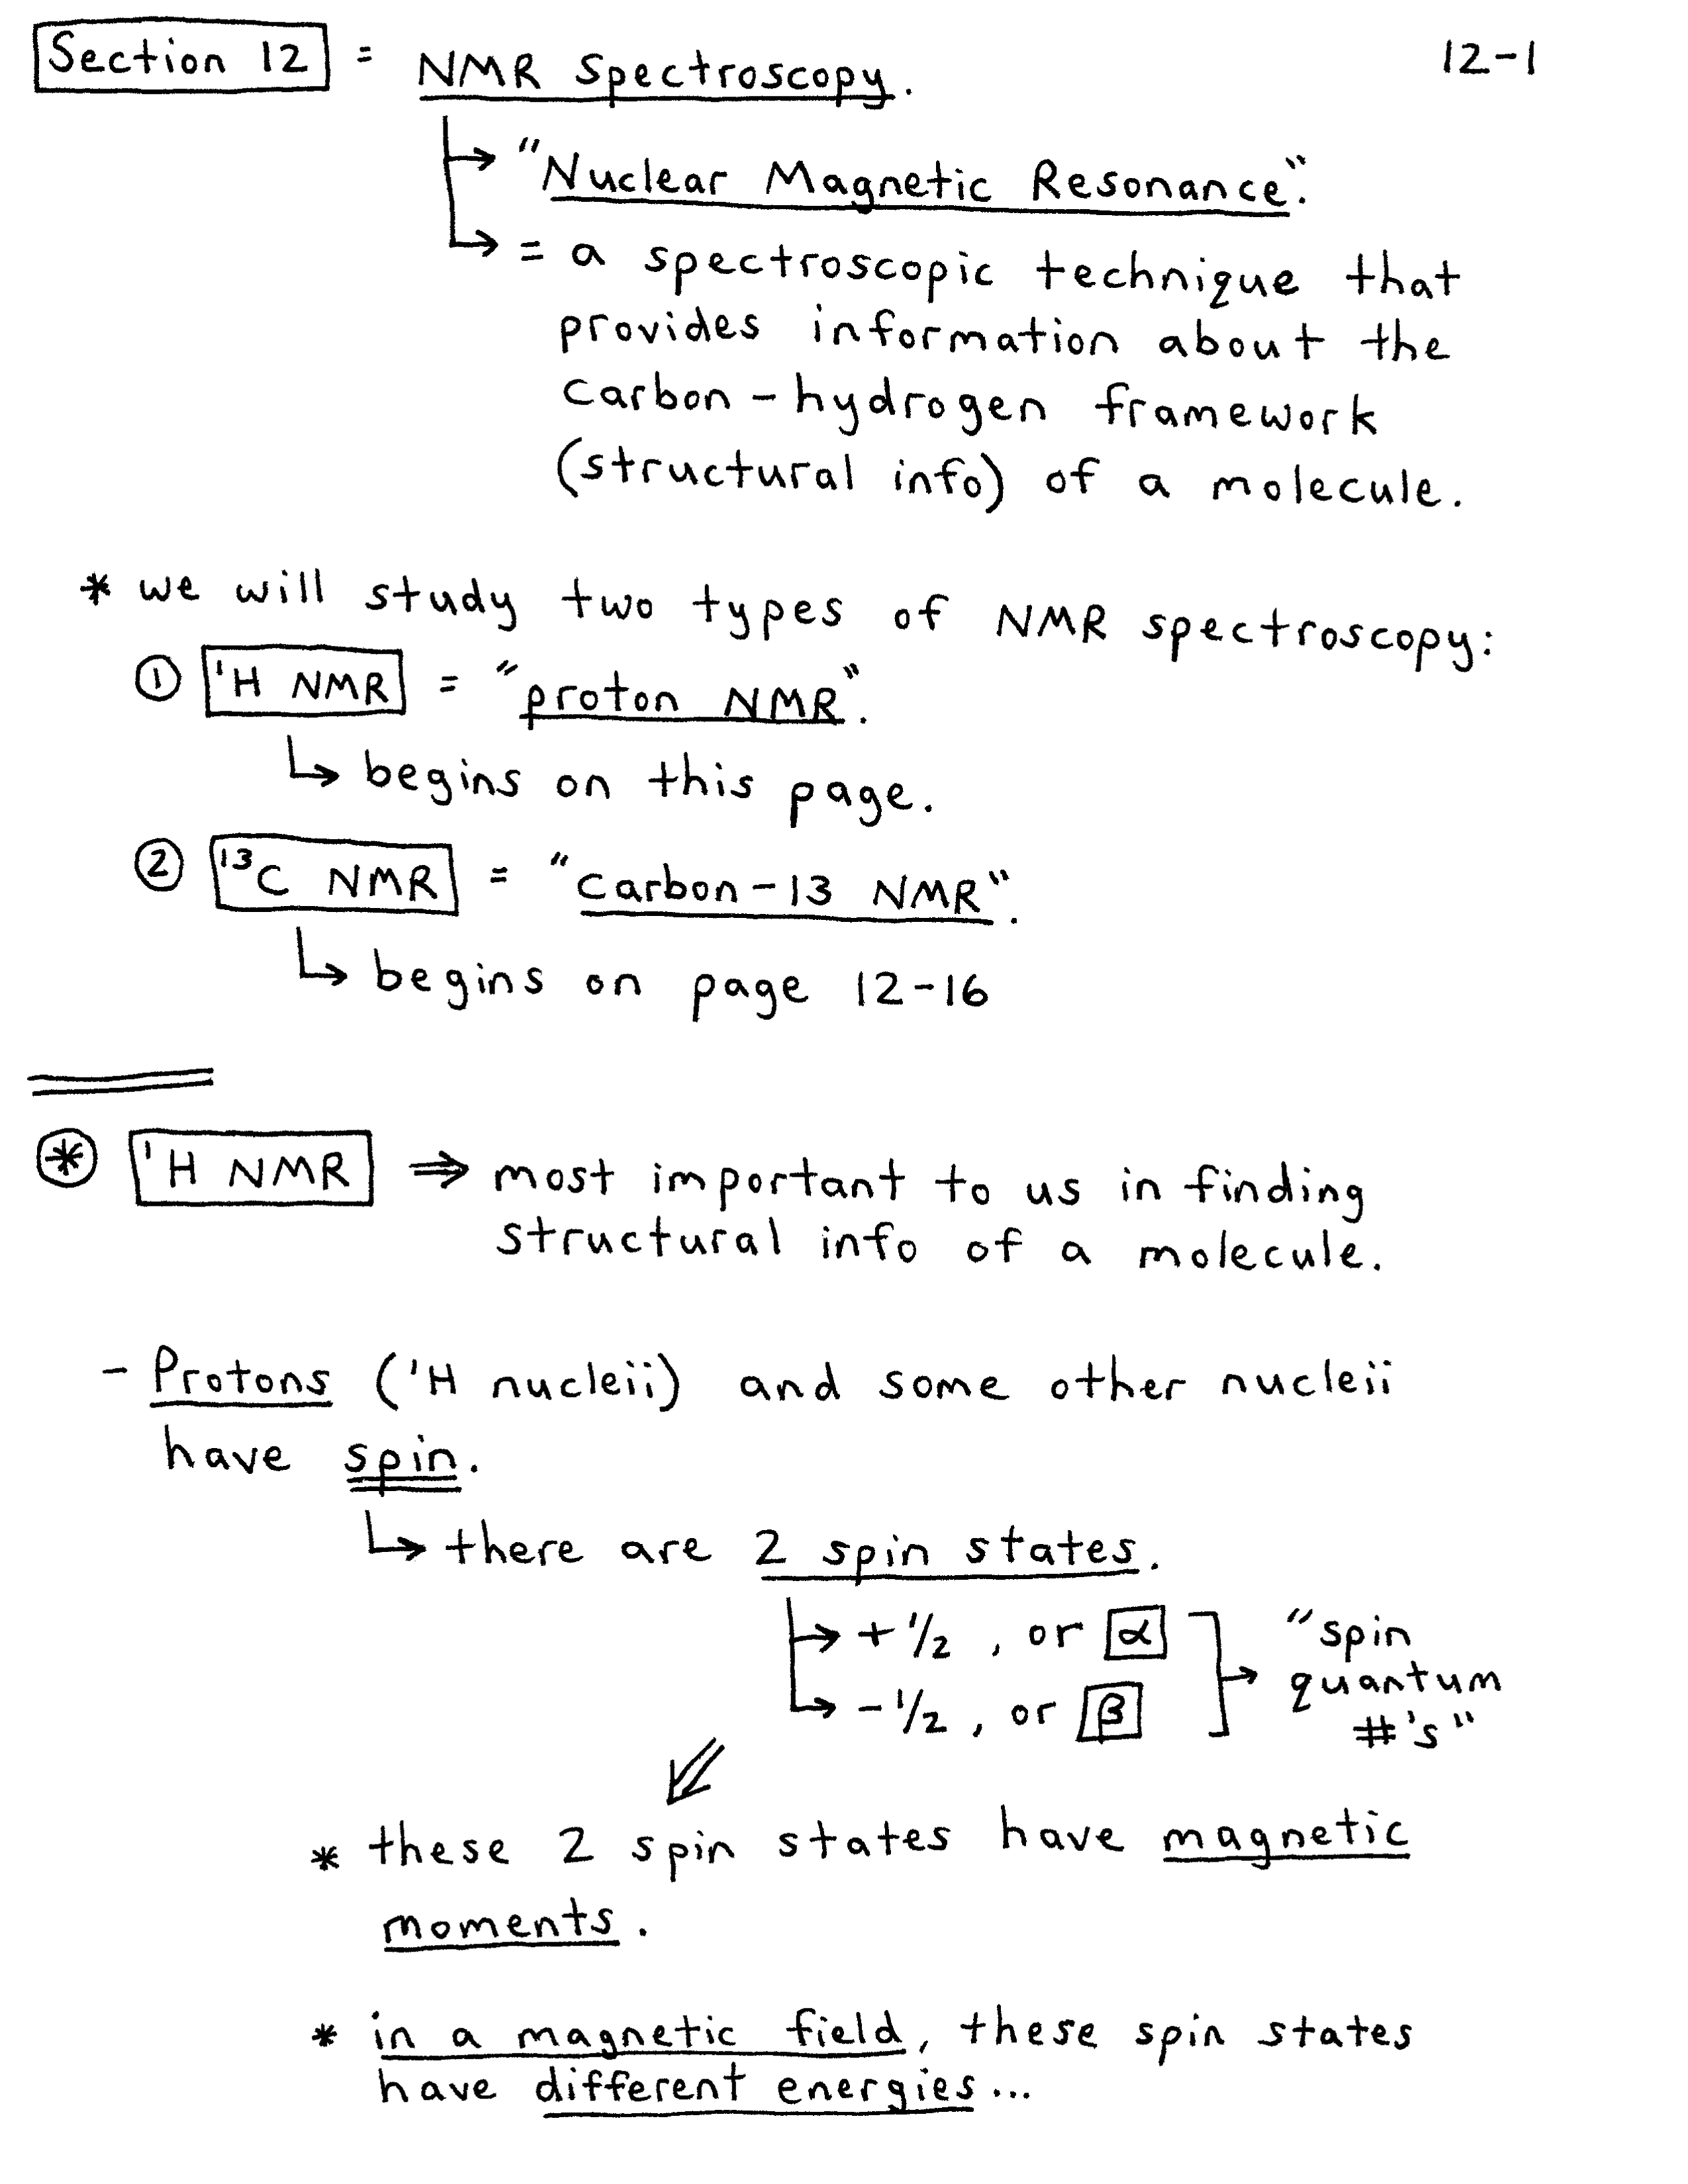 Section 12 = NMR Spectroscopy. 12-1
↳ "Nuclear Magnetic Resonance".
↳ = a spectroscopic technique that
provides information about the
carbon-hydrogen framework
(structural info) of a molecule.
* we will study two types of NMR spectroscopy:
① ¹H NMR = "proton NMR".
↳ begins on this page.
② ¹³C NMR = "carbon-13 NMR".
↳ begins on page 12-16
⊛ ¹H NMR ⇒ most important to us in finding
structural info of a molecule.
- Protons (¹H nucleii) and some other nucleii
have spin.
↳ there are 2 spin states.
↳ + 1/2, or α
↳ - 1/2, or β
→ "spin
quantum
#'s"
* these 2 spin states have magnetic
moments.
* in a magnetic field, these spin states
have different energies...